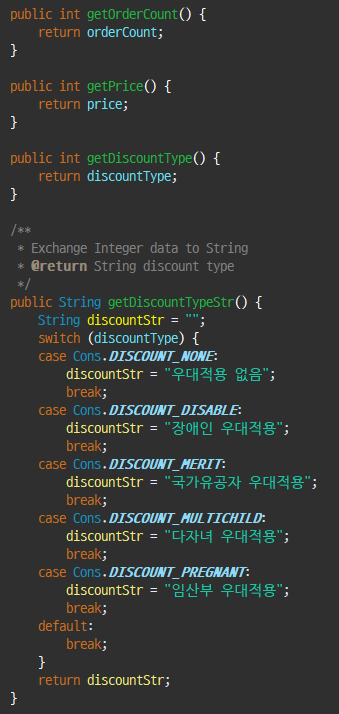 public int getOrderCount() {
    return orderCount;
}

public int getPrice() {
    return price;
}

public int getDiscountType() {
    return discountType;
}

/**
 * Exchange Integer data to String
 * @return String discount type
 */
public String getDiscountTypeStr() {
    String discountStr = "";
    switch (discountType) {
    case Cons.DISCOUNT_NONE:
        discountStr = "우대적용 없음";
        break;
    case Cons.DISCOUNT_DISABLE:
        discountStr = "장애인 우대적용";
        break;
    case Cons.DISCOUNT_MERIT:
        discountStr = "국가유공자 우대적용";
        break;
    case Cons.DISCOUNT_MULTICHILD:
        discountStr = "다자녀 우대적용";
        break;
    case Cons.DISCOUNT_PREGNANT:
        discountStr = "임산부 우대적용";
        break;
    default:
        break;
    }
    return discountStr;
}